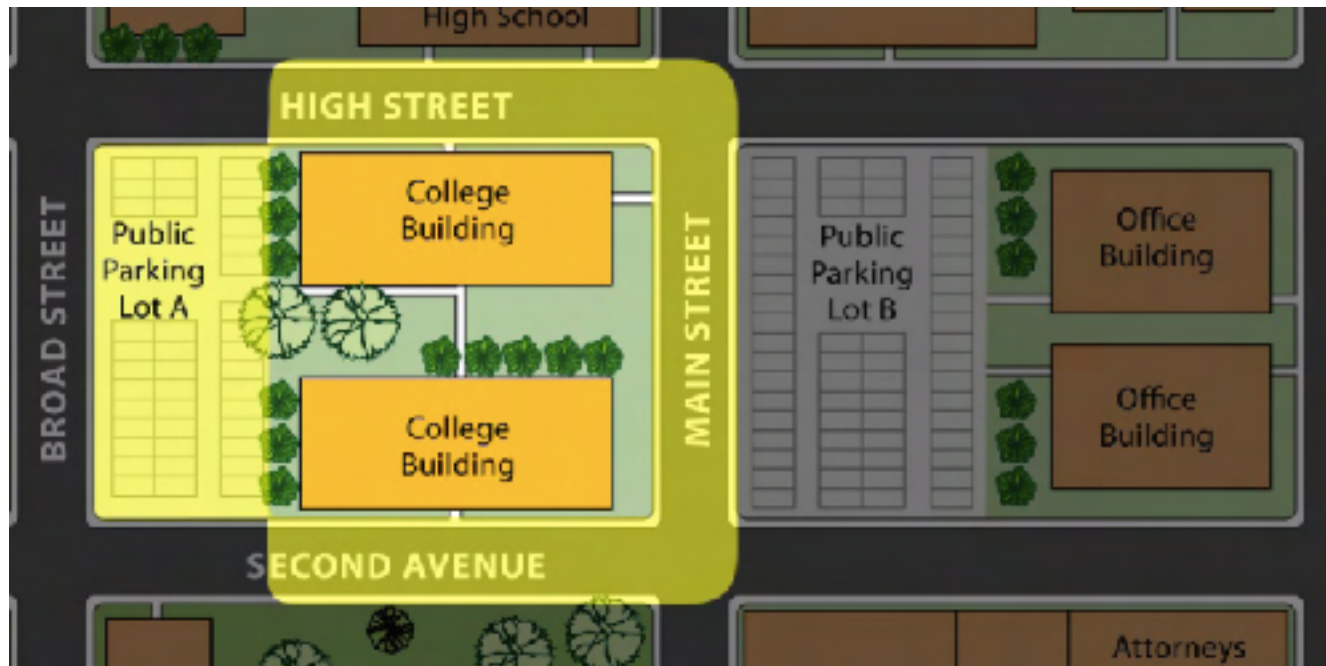 High School
HIGH STREET
College
Building
Public
Parking
Lot A
BROAD STREET
MAIN STREET
Public
Parking
Lot B
Office
Building
College
Building
Office
Building
SECOND AVENUE
Attorneys